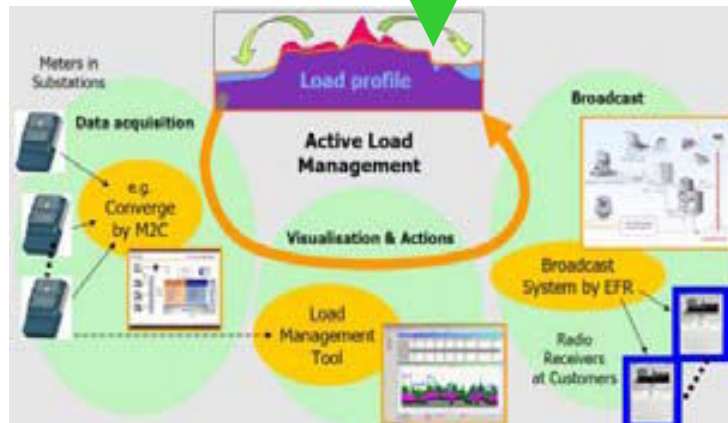 Meters in
Substations
Load profile
Broadcast
Data acquisition
Active Load
Management
e.g.
Converge
by M2C
Visualisation & Actions
Broadcast
System by EFR
Load
Management
Tool
Radio
Receivers
at Customers